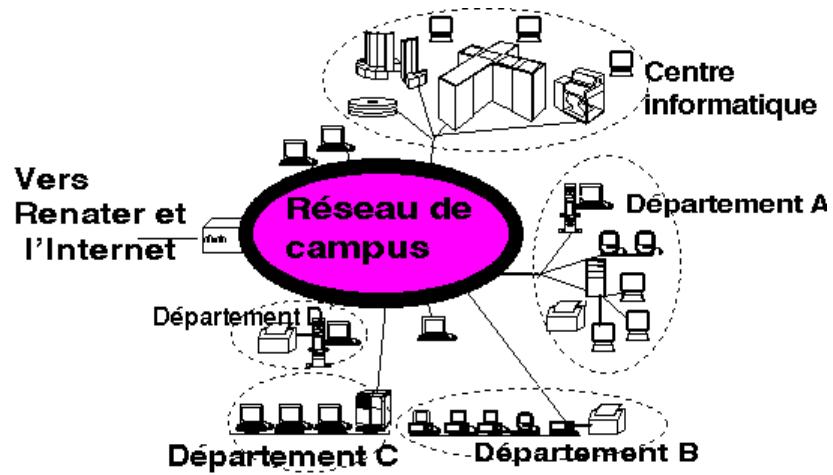 Centre
informatique
Vers
Renater et
l'Internet
Réseau de
campus
Département A
Département D
Département C
Département B